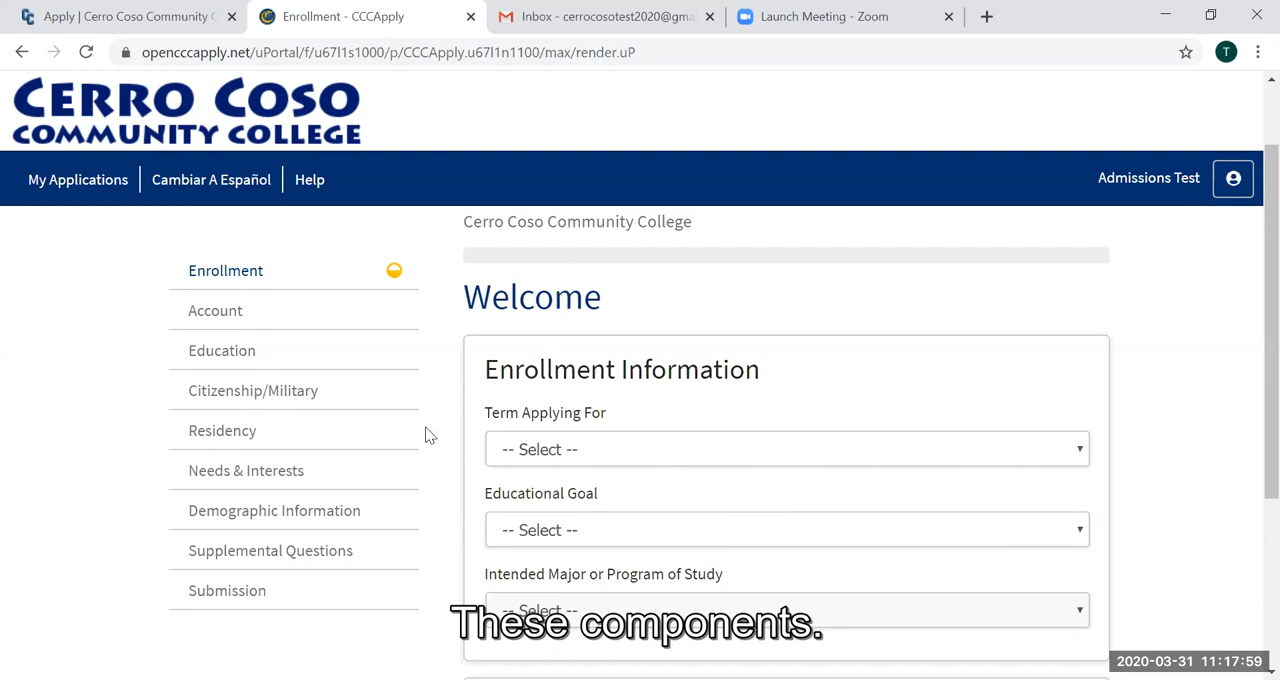 Apply | Cerro Coso Community C
Enrollment - CCCApply
Inbox - cerrocosotest2020@gma
Launch Meeting - Zoom
opencccapply.net/uPortal/f/u67l1s1000/p/CCCApply.u67l1n1100/max/render.uP
T
CERRO COSO
COMMUNITY COLLEGE
My Applications
Cambiar A Español
Help
Admissions Test
Cerro Coso Community College
Enrollment
Account
Education
Citizenship/Military
Residency
Needs & Interests
Demographic Information
Supplemental Questions
Submission
Welcome
Enrollment Information
Term Applying For
-- Select --
Educational Goal
-- Select --
Intended Major or Program of Study
-- Select --
These components.
2020-03-31 11:17:59